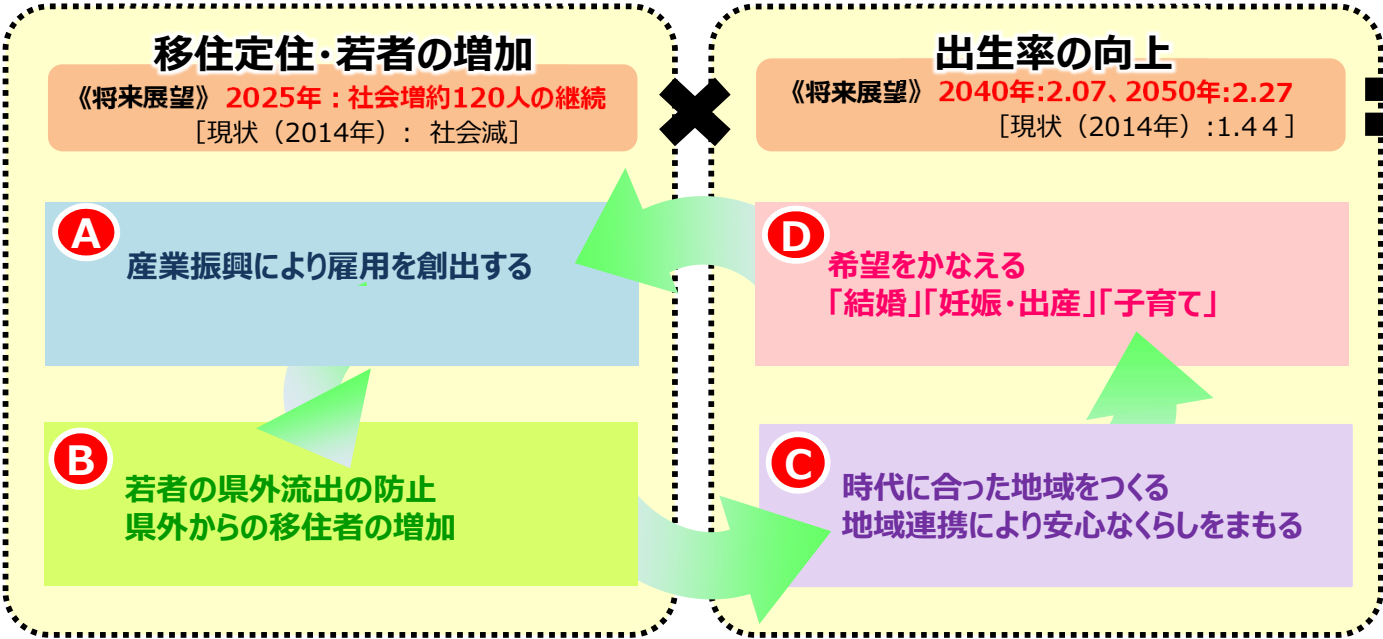 移住定住・若者の増加
《将来展望》 2025年：社会増約120人の継続
［現状（2014年）: 社会減］
A
産業振興により雇用を創出する
B
若者の県外流出の防止
県外からの移住者の増加
出生率の向上
《将来展望》 2040年:2.07、2050年:2.27
［現状（2014年）:1.4４］
D
希望をかなえる
「結婚」「妊娠・出産」「子育て」
C
時代に合った地域をつくる
地域連携により安心なくらしをまもる